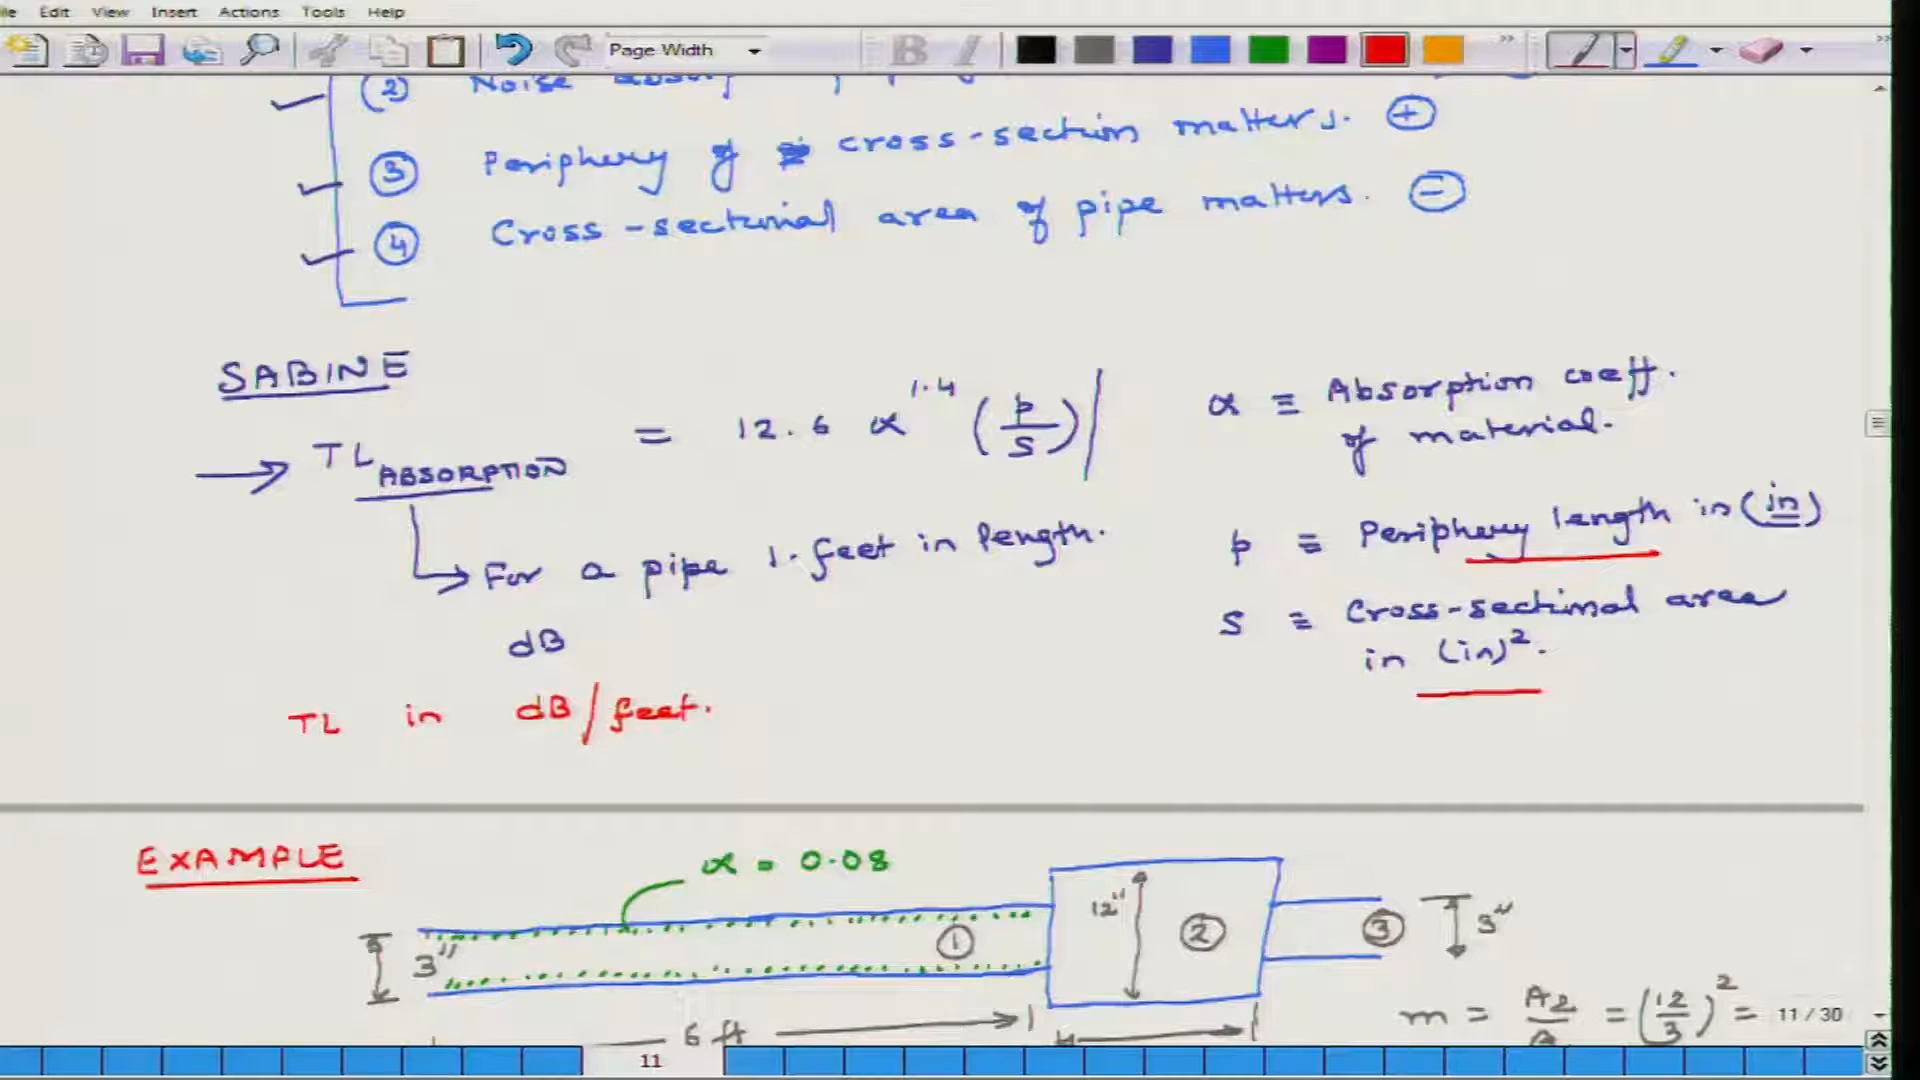 Edit View Insert Actions Tools Help
Page Width
B I
(2) Noise
(3) Periphery of cross-section matters. (+)
(4) Cross-sectional area of pipe matters. (-)
SABINE
→ TL ABSORPTION = 12.6 α^1.4 (p/s)
α ≡ Absorption coeff. of material.
↳ For a pipe 1-feet in length.
p ≡ Periphery length in (in)
dB
s ≡ Cross-sectional area in (in)².
TL in dB/feet.
EXAMPLE
α = 0.08
3"
1
12"
2
3
3"
6 ft
m = A2/A = (12/3)² =
11 / 30
11